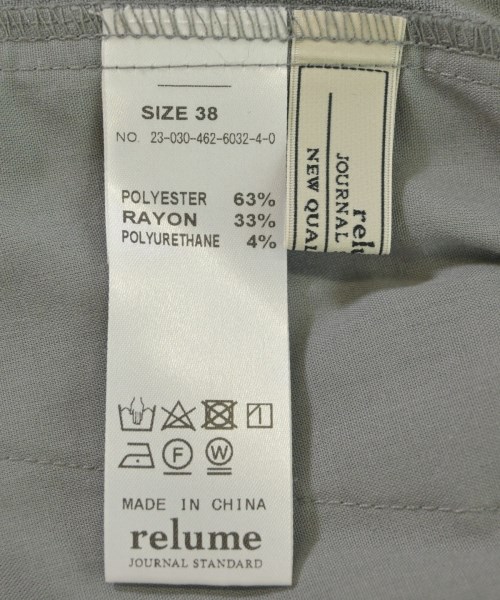 SIZE 38
NO. 23-030-462-6032-4-0
POLYESTER 63%
RAYON 33%
POLYURETHANE 4%
F W
MADE IN CHINA
relume
JOURNAL STANDARD
relu
JOURNAL S
NEW QUAL